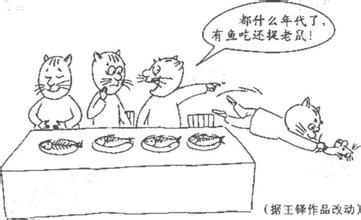 都什么年代了，
有鱼吃还捉老鼠！
（据王铎作品改动）